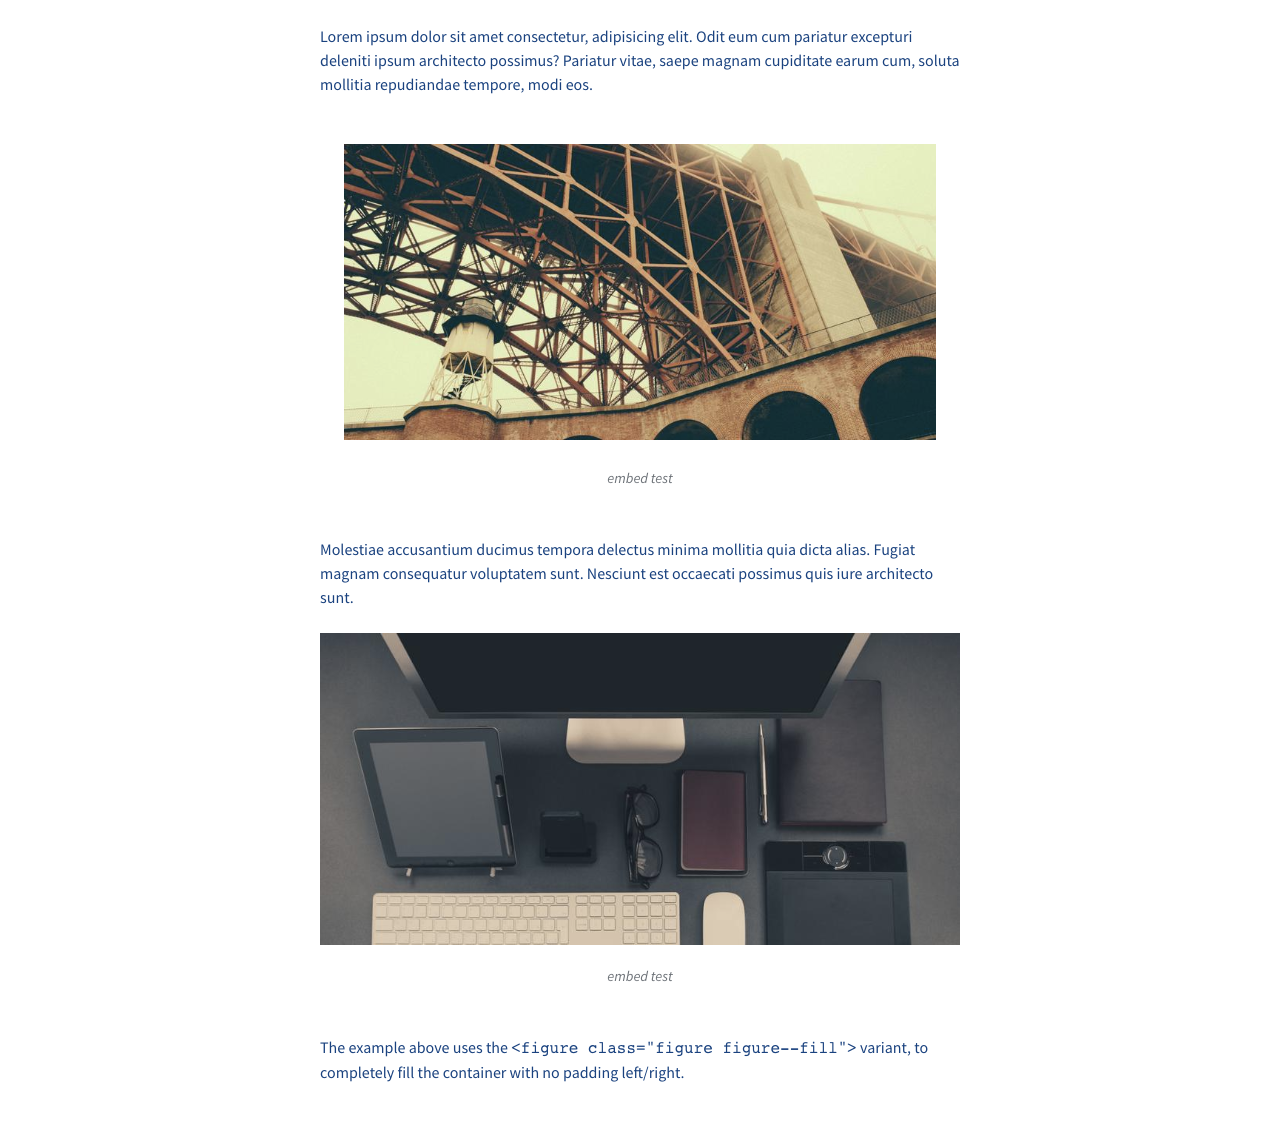 Lorem ipsum dolor sit amet consectetur, adipisicing elit. Odit eum cum pariatur excepturi
deleniti ipsum architecto possimus? Pariatur vitae, saepe magnam cupiditate earum cum, soluta
mollitia repudiandae tempore, modi eos.
embed test
Molestiae accusantium ducimus tempora delectus minima mollitia quia dicta alias. Fugiat
magnam consequatur voluptatem sunt. Nesciunt est occaecati possimus quis iure architecto
sunt.
embed test
The example above uses the <figure class="figure figure--fill"> variant, to
completely fill the container with no padding left/right.